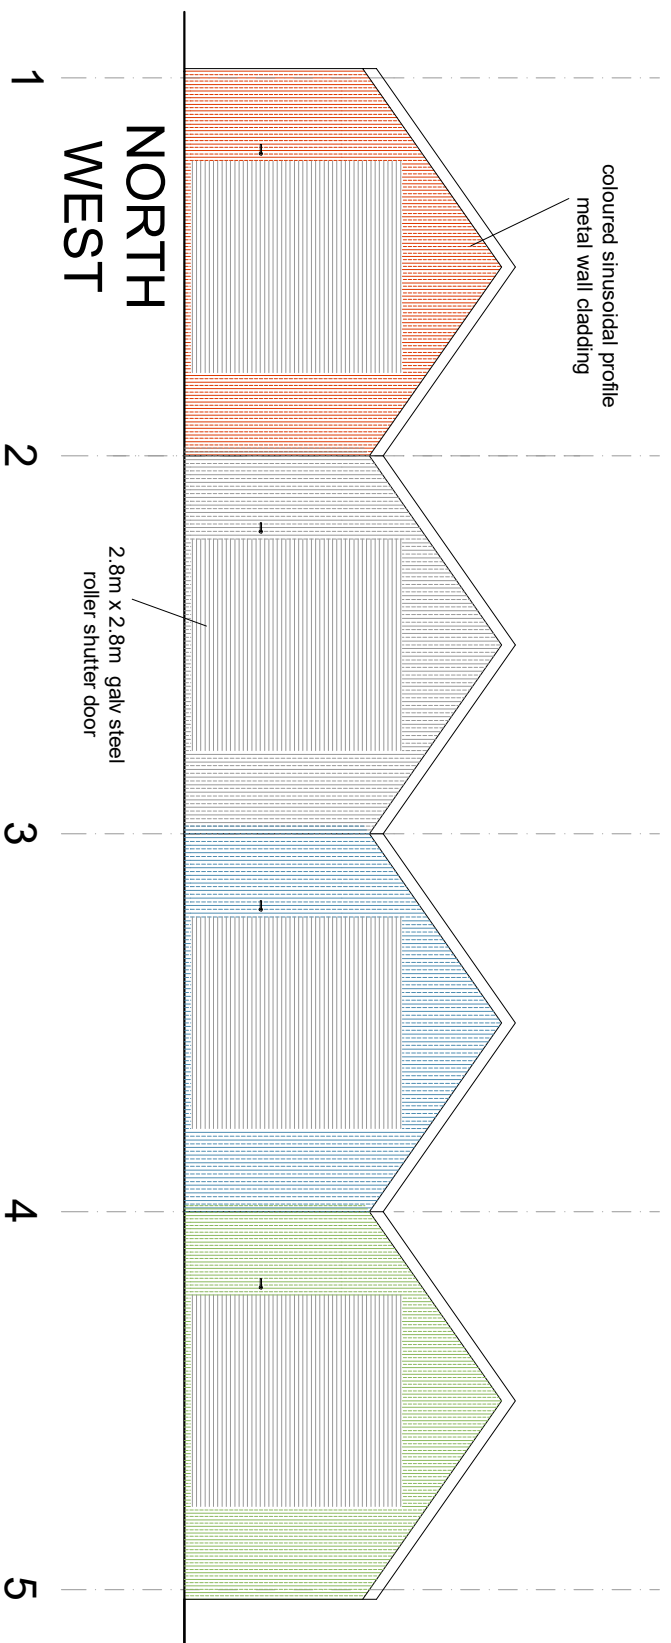 coloured sinusoidal profile
metal wall cladding
2.8m x 2.8m galv steel
roller shutter door
NORTH
WEST
1
2
3
4
5